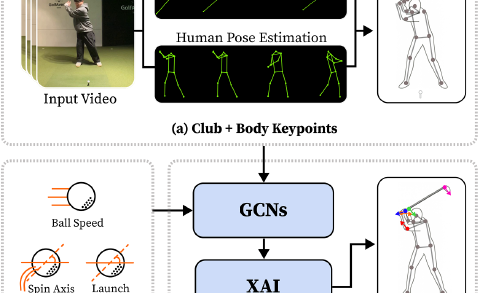 Human Pose Estimation
Input Video
(a) Club + Body Keypoints
Ball Speed
GCNs
Spin Axis
Launch
XAI